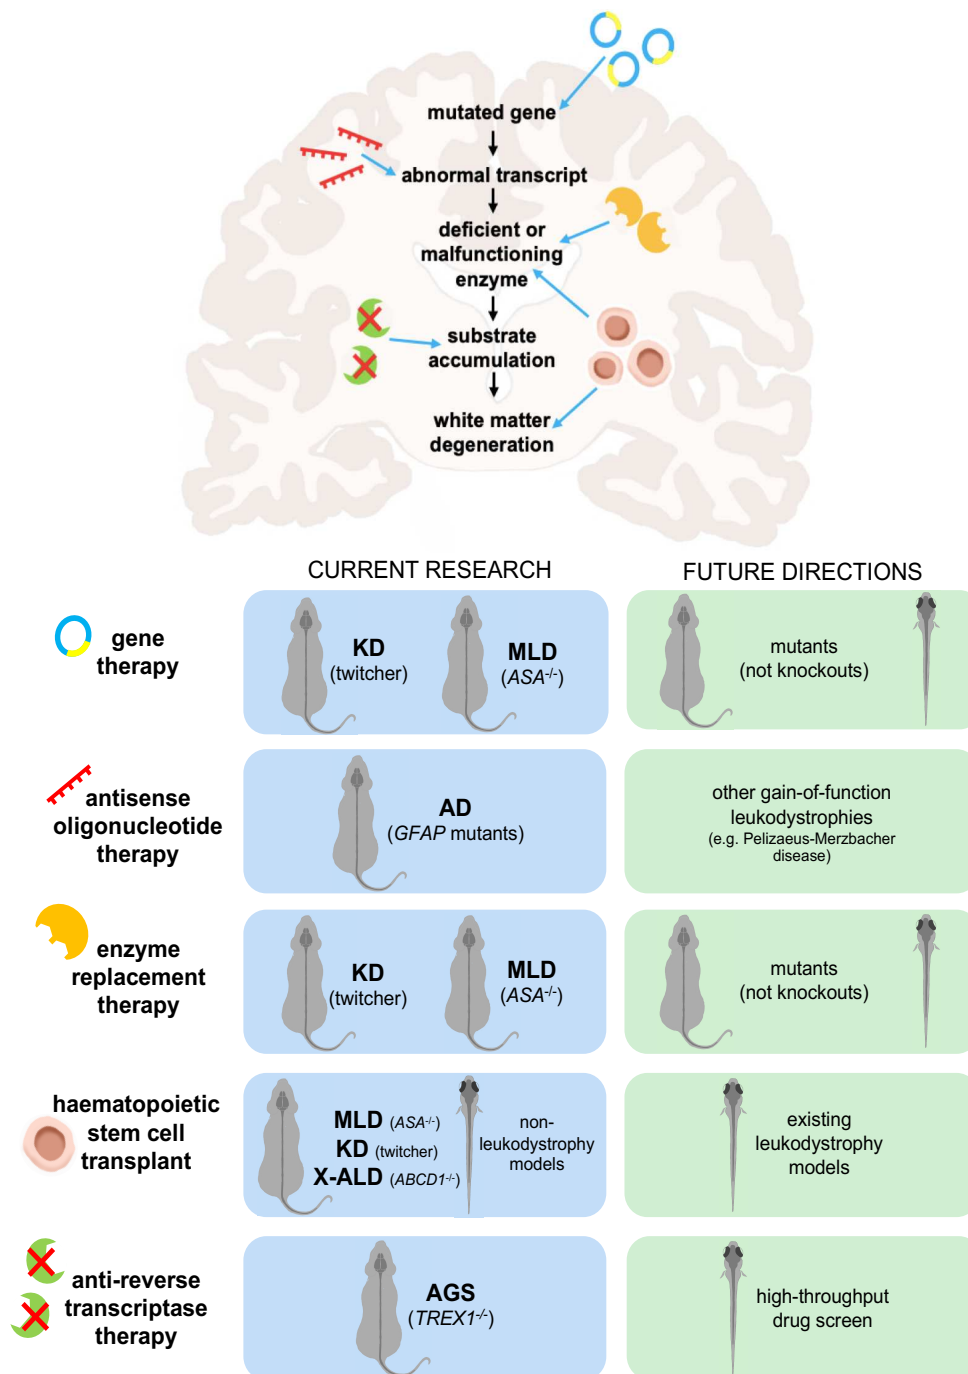 mutated gene
abnormal transcript
deficient or
malfunctioning
enzyme
substrate
accumulation
white matter
degeneration
CURRENT RESEARCH
FUTURE DIRECTIONS
gene
therapy
KD
(twitcher)
MLD
(ASA-/-)
mutants
(not knockouts)
antisense
oligonucleotide
therapy
AD
(GFAP mutants)
other gain-of-function
leukodystrophies
(e.g. Pelizaeus-Merzbacher
disease)
enzyme
replacement
therapy
KD
(twitcher)
MLD
(ASA-/-)
mutants
(not knockouts)
haematopoietic
stem cell
transplant
MLD (ASA-/-)
KD (twitcher)
X-ALD (ABCD1-/-)
non-
leukodystrophy
models
existing
leukodystrophy
models
anti-reverse
transcriptase
therapy
AGS
(TREX1-/-)
high-throughput
drug screen